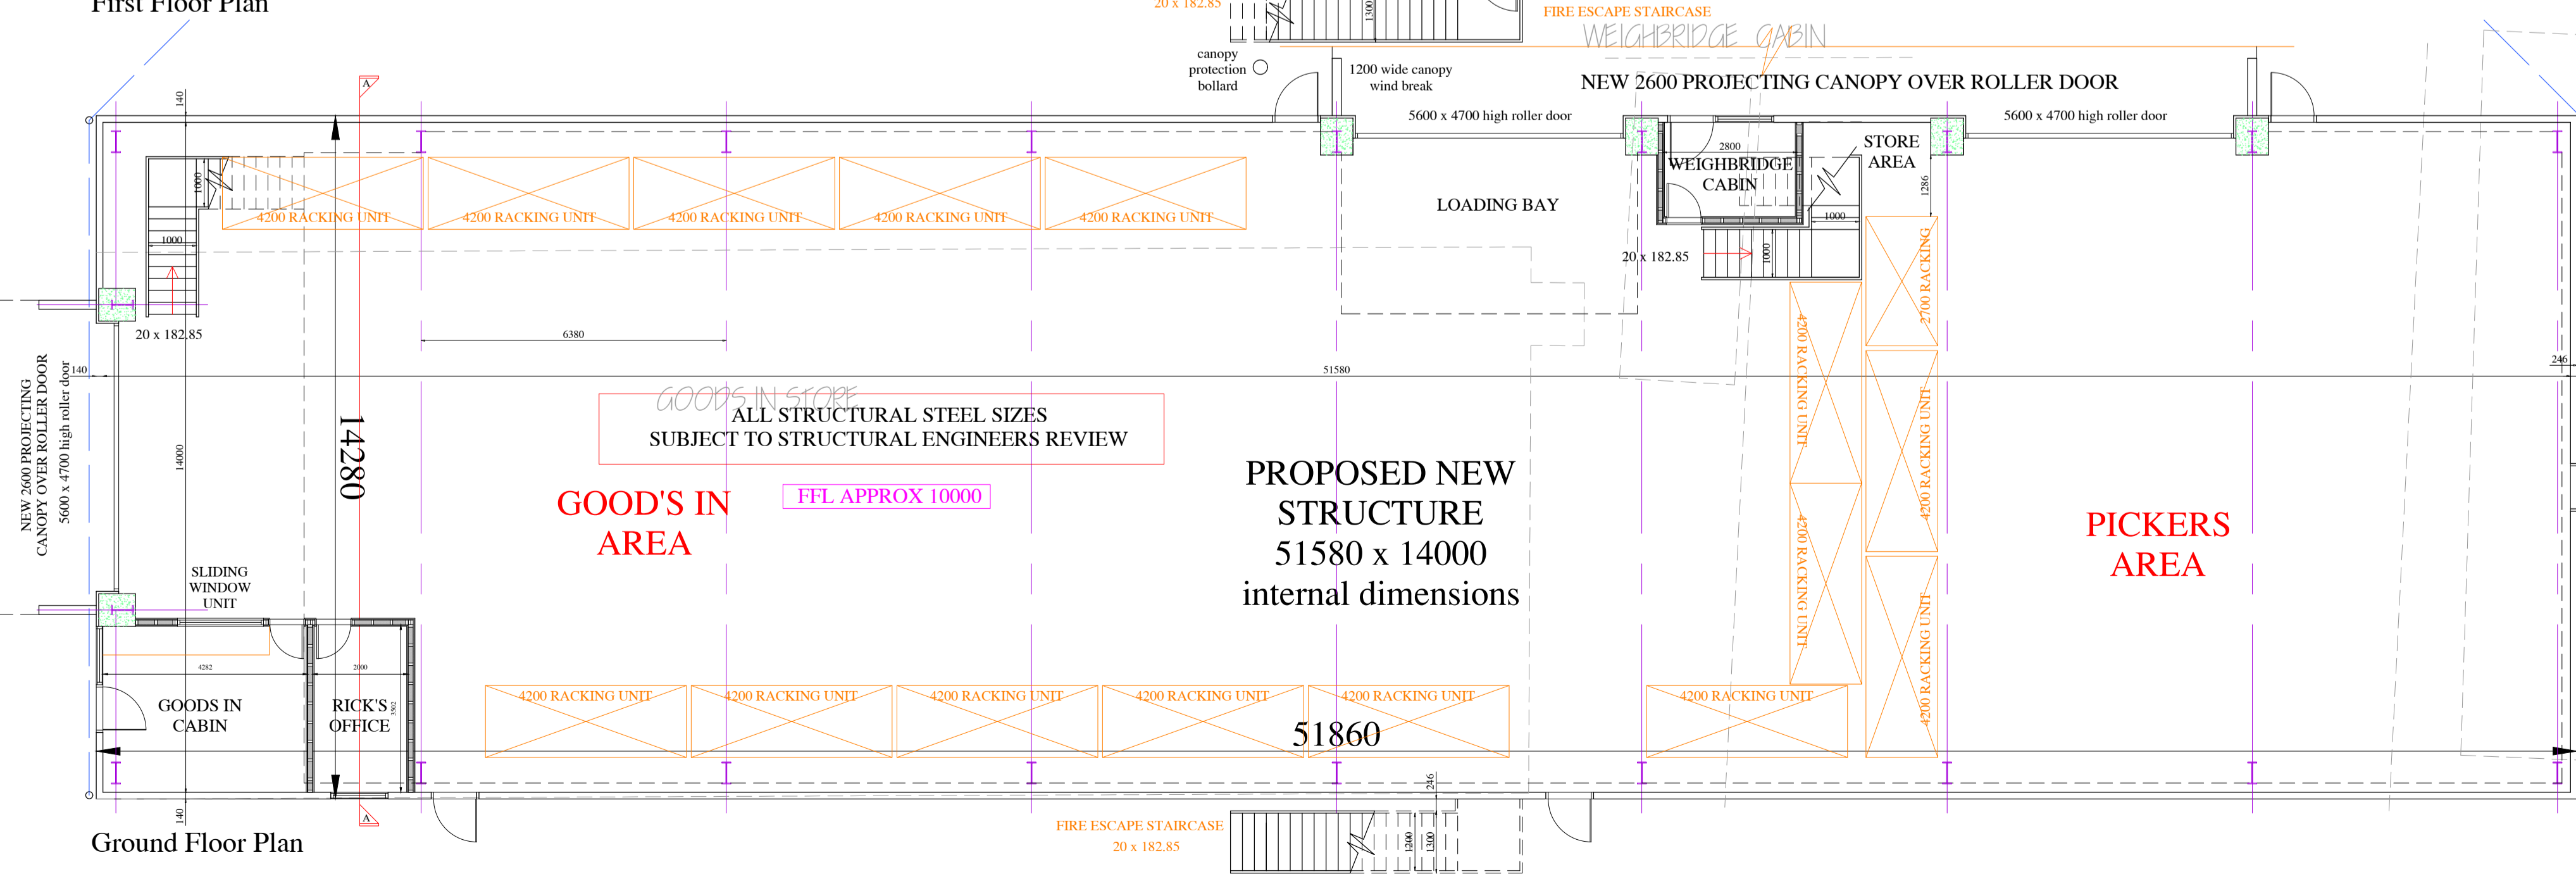 First Floor Plan
20 x 182.85
1300
FIRE ESCAPE STAIRCASE
WEIGHBRIDGE CABIN
canopy
protection
bollard
1200 wide canopy
wind break
NEW 2600 PROJECTING CANOPY OVER ROLLER DOOR
5600 x 4700 high roller door
5600 x 4700 high roller door
A
140
2800
WEIGHBRIDGE
CABIN
STORE
AREA
1286
1000
1000
4200 RACKING UNIT
4200 RACKING UNIT
4200 RACKING UNIT
4200 RACKING UNIT
4200 RACKING UNIT
LOADING BAY
1000
1000
20 x 182.85
20 x 182.85
2700 RACKING
6380
140
51580
246
NEW 2600 PROJECTING
CANOPY OVER ROLLER DOOR
5600 x 4700 high roller door
14000
14280
GOODS IN STORE
ALL STRUCTURAL STEEL SIZES
SUBJECT TO STRUCTURAL ENGINEERS REVIEW
FFL APPROX 10000
GOOD'S IN
AREA
PROPOSED NEW
STRUCTURE
51580 x 14000
internal dimensions
4200 RACKING UNIT
4200 RACKING UNIT
4200 RACKING UNIT
4200 RACKING UNIT
PICKERS
AREA
SLIDING
WINDOW
UNIT
4282
2000
GOODS IN
CABIN
RICK'S
OFFICE
3502
4200 RACKING UNIT
4200 RACKING UNIT
4200 RACKING UNIT
4200 RACKING UNIT
4200 RACKING UNIT
4200 RACKING UNIT
51860
246
140
A
Ground Floor Plan
FIRE ESCAPE STAIRCASE
20 x 182.85
1200
1300